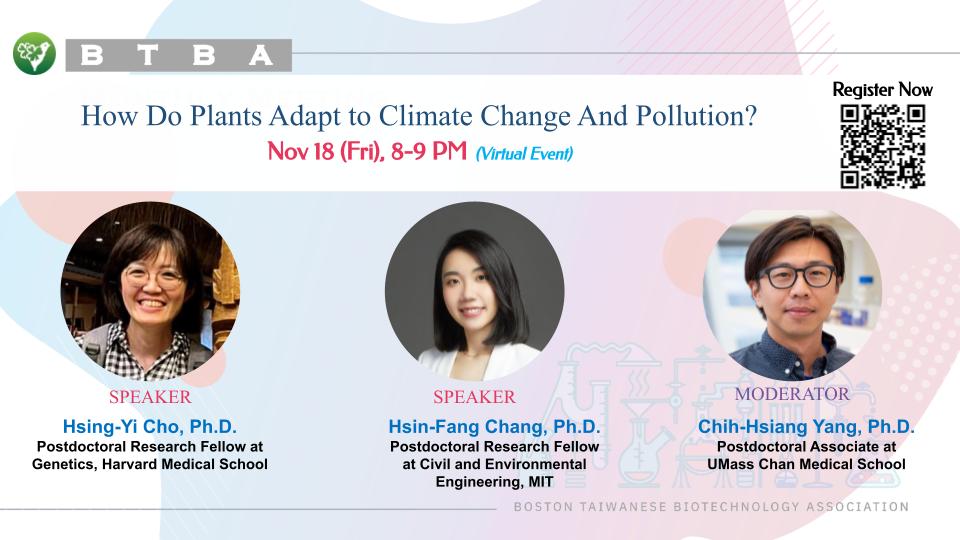 B T B A
Register Now
How Do Plants Adapt to Climate Change And Pollution?
Nov 18 (Fri), 8-9 PM (Virtual Event)
SPEAKER
Hsing-Yi Cho, Ph.D.
Postdoctoral Research Fellow at
Genetics, Harvard Medical School
SPEAKER
Hsin-Fang Chang, Ph.D.
Postdoctoral Research Fellow
at Civil and Environmental
Engineering, MIT
MODERATOR
Chih-Hsiang Yang, Ph.D.
Postdoctoral Associate at
UMass Chan Medical School
BOSTON TAIWANESE BIOTECHNOLOGY ASSOCIATION